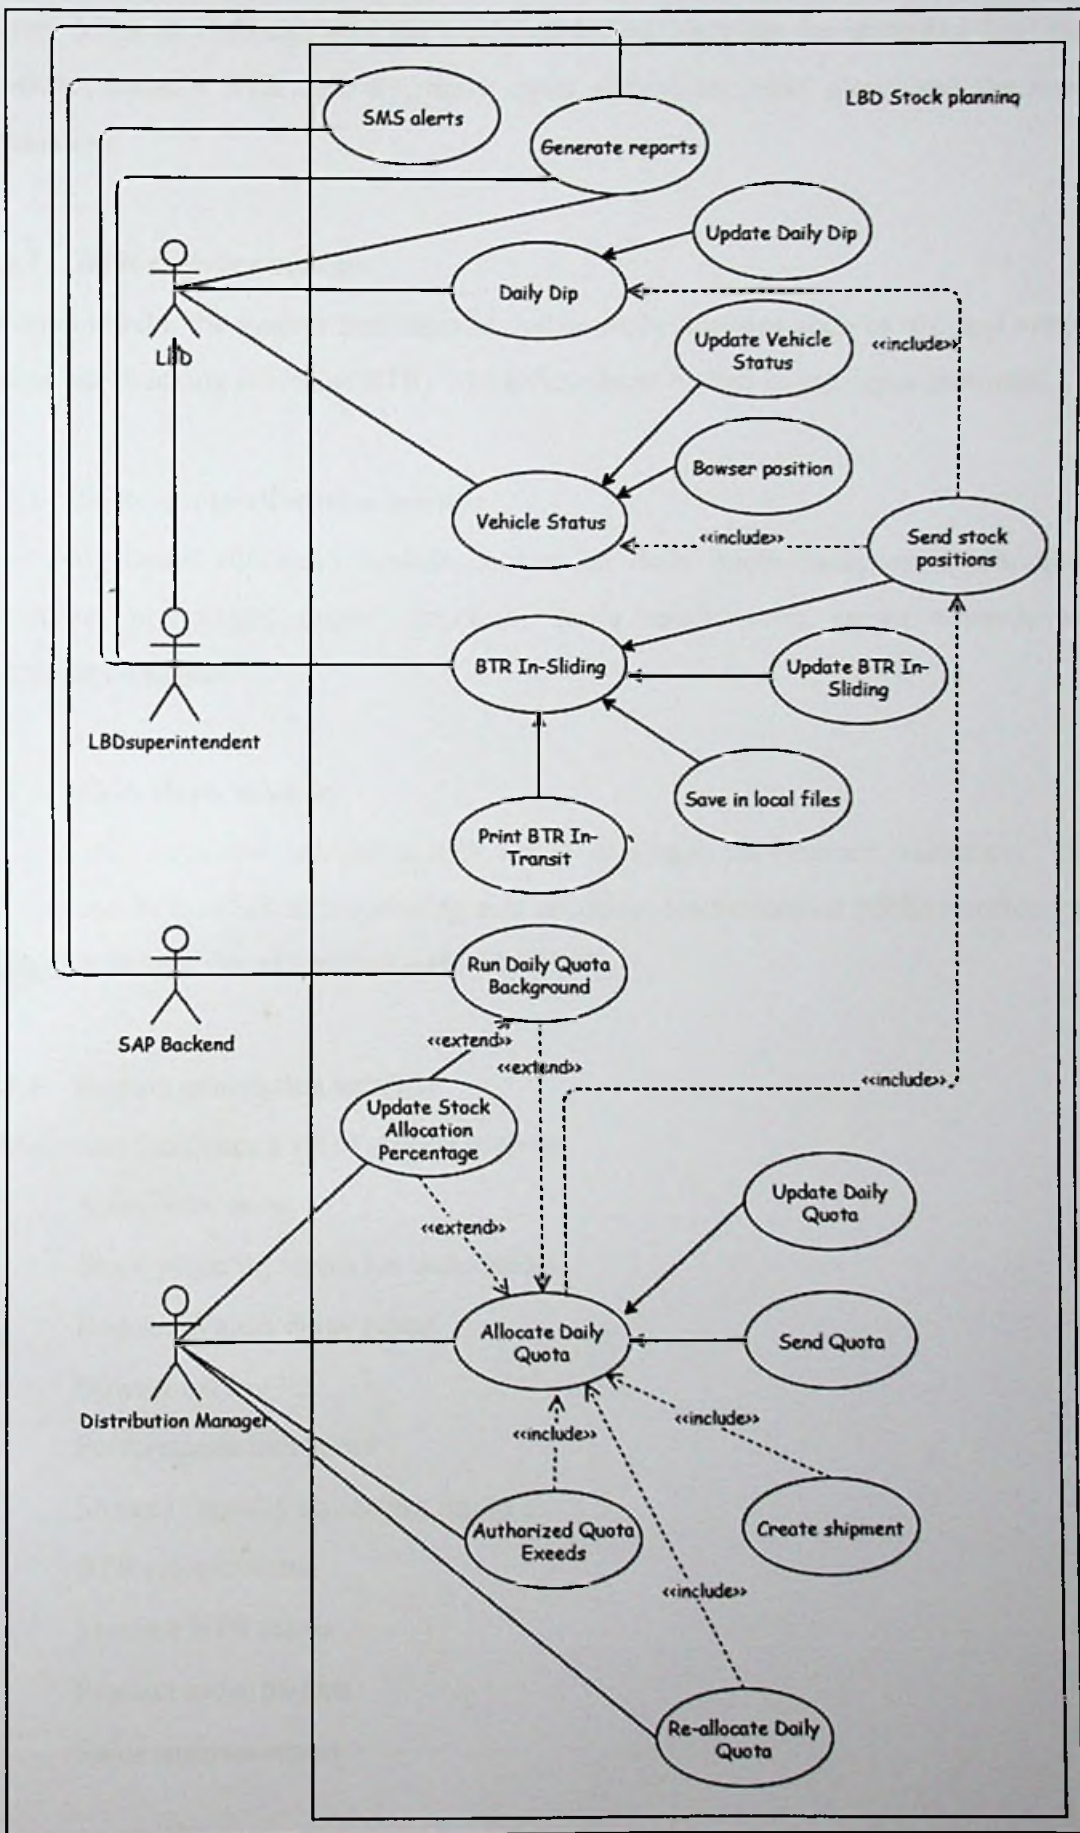 LBD Stock planning
SMS alerts
Generate reports
Update Daily Dip
Daily Dip
LBD
Update Vehicle
Status
«include»
Bowser position
Vehicle Status
«include»
Send stock
positions
BTR In-Sliding
Update BTR In-
Sliding
LBDsuperintendent
Save in local files
Print BTR In-
Transit
Run Daily Quota
Background
SAP Backend
«extend»
«extend»
«include»
Update Stock
Allocation
Percentage
Update Daily
Quota
«extend»
Allocate Daily
Quota
Send Quota
Distribution Manager
«include»
«include»
Authorized Quota
Exeeds
Create shipment
«include»
Re-allocate Daily
Quota